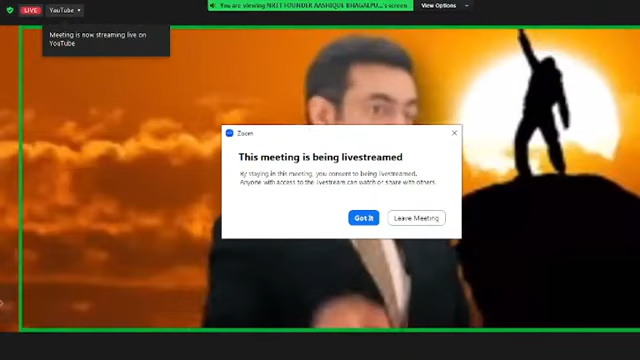 LIVE YouTube
You are viewing NRTT FOUNDER AASHIQUE BHAGALPU...'s screen View Options
Meeting is now streaming live on
YouTube
Zoom
This meeting is being livestreamed
By staying in this meeting, you consent to being livestreamed.
Anyone with access to the livestream can watch or share with others.
Got It Leave Meeting